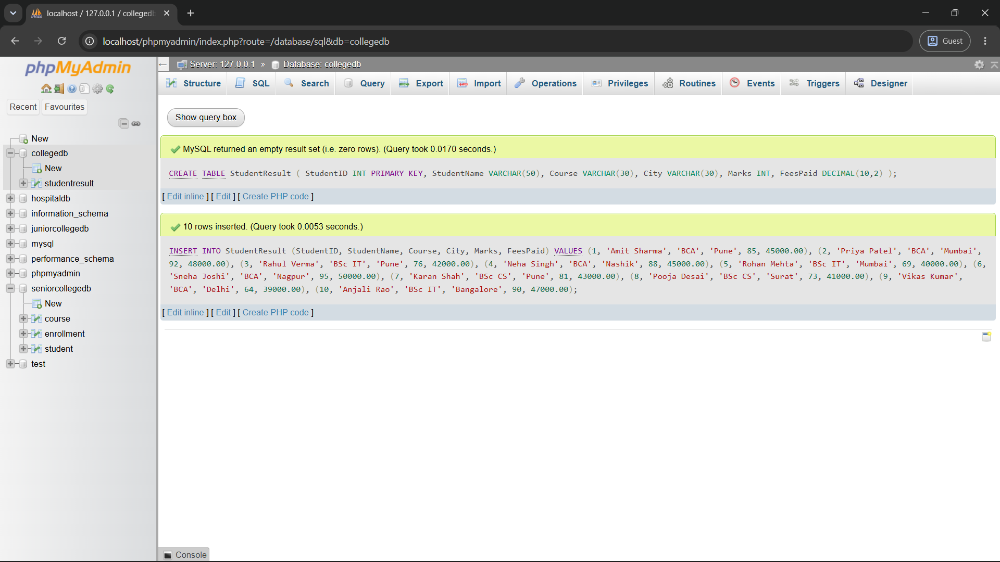 localhost / 127.0.0.1 / collegedb
localhost/phpmyadmin/index.php?route=/database/sql&db=collegedb
Guest
phpMyAdmin
Recent
Favourites
New
collegedb
New
studentresult
hospitaldb
information_schema
juniorcollegedb
mysql
performance_schema
phpmyadmin
seniorcollegedb
New
course
enrollment
student
test
Server: 127.0.0.1 » Database: collegedb
Structure
SQL
Search
Query
Export
Import
Operations
Privileges
Routines
Events
Triggers
Designer
Show query box
MySQL returned an empty result set (i.e. zero rows). (Query took 0.0170 seconds.)
CREATE TABLE StudentResult ( StudentID INT PRIMARY KEY, StudentName VARCHAR(50), Course VARCHAR(30), City VARCHAR(30), Marks INT, FeesPaid DECIMAL(10,2) );
[ Edit inline ] [ Edit ] [ Create PHP code ]
10 rows inserted. (Query took 0.0053 seconds.)
INSERT INTO StudentResult (StudentID, StudentName, Course, City, Marks, FeesPaid) VALUES (1, 'Amit Sharma', 'BCA', 'Pune', 85, 45000.00), (2, 'Priya Patel', 'BCA', 'Mumbai',
92, 48000.00), (3, 'Rahul Verma', 'BSc IT', 'Pune', 76, 42000.00), (4, 'Neha Singh', 'BCA', 'Nashik', 88, 45000.00), (5, 'Rohan Mehta', 'BSc IT', 'Mumbai', 69, 40000.00), (6,
'Sneha Joshi', 'BCA', 'Nagpur', 95, 50000.00), (7, 'Karan Shah', 'BSc CS', 'Pune', 81, 43000.00), (8, 'Pooja Desai', 'BSc CS', 'Surat', 73, 41000.00), (9, 'Vikas Kumar',
'BCA', 'Delhi', 64, 39000.00), (10, 'Anjali Rao', 'BSc IT', 'Bangalore', 90, 47000.00);
[ Edit inline ] [ Edit ] [ Create PHP code ]
Console